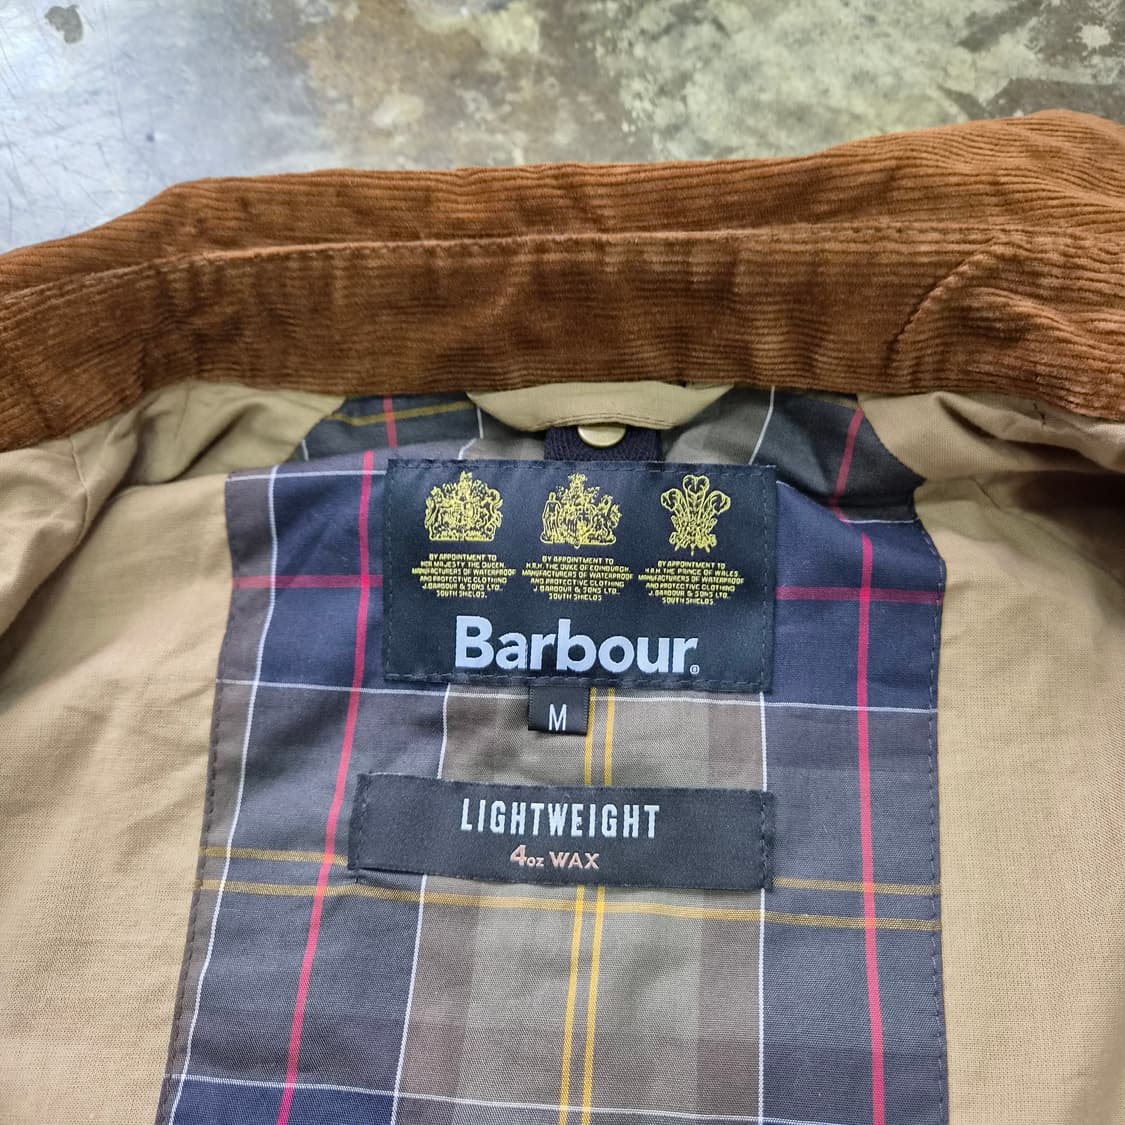 BY APPOINTMENT TO
HER MAJESTY THE QUEEN,
MANUFACTURERS OF WATERPROOF
AND PROTECTIVE CLOTHING
J.BARBOUR & SONS LTD.
SOUTH SHIELDS.
BY APPOINTMENT TO
H.R.H. THE DUKE OF EDINBURGH
MANUFACTURERS OF WATERPROOF
AND PROTECTIVE CLOTHING
J.BARBOUR & SONS LTD.
SOUTH SHIELDS
BY APPOINTMENT TO
H.R.H. THE PRINCE OF WALES
MANUFACTURERS OF WATERPROOF
AND PROTECTIVE CLOTHING
J.BARBOUR & SONS LTD.
SOUTH SHIELDS.
Barbour®
M
LIGHTWEIGHT
4oz WAX